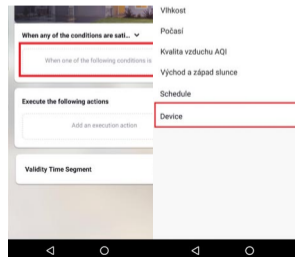 When any of the conditions are sati...
When one of the following conditions is
Execute the following actions
Add an execution action
Validity Time Segment
Vlhkost
Počasí
Kvalita vzduchu AQI
Východ a západ slunce
Schedule
Device